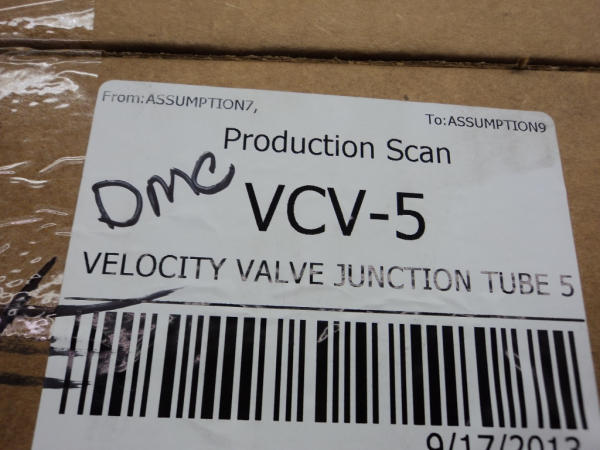 From:ASSUMPTION7,
To:ASSUMPTION9
Production Scan
DMC
VCV-5
VELOCITY VALVE JUNCTION TUBE 5
9/17/2013